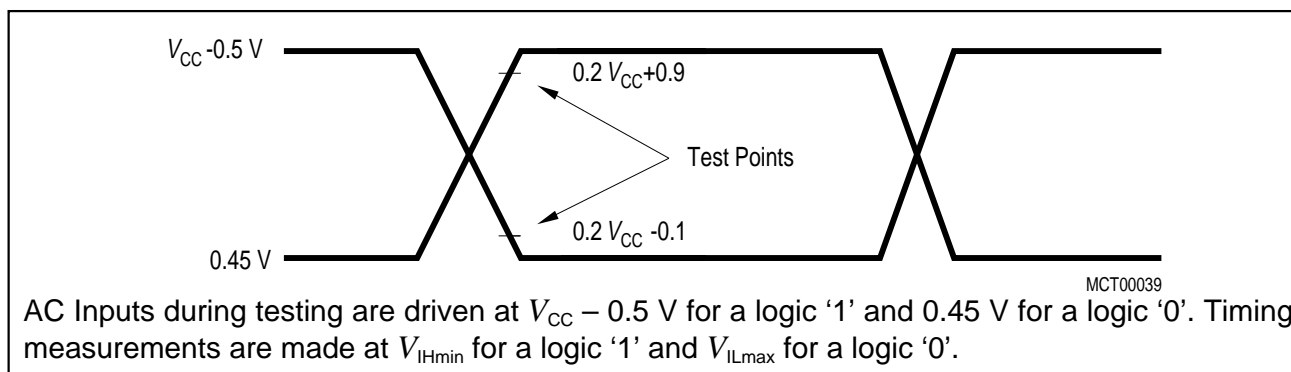 VCC -0.5 V
0.2 VCC+0.9
Test Points
0.2 VCC -0.1
0.45 V
MCT00039
AC Inputs during testing are driven at VCC – 0.5 V for a logic ‘1’ and 0.45 V for a logic ‘0’. Timing
measurements are made at VIHmin for a logic ‘1’ and VILmax for a logic ‘0’.